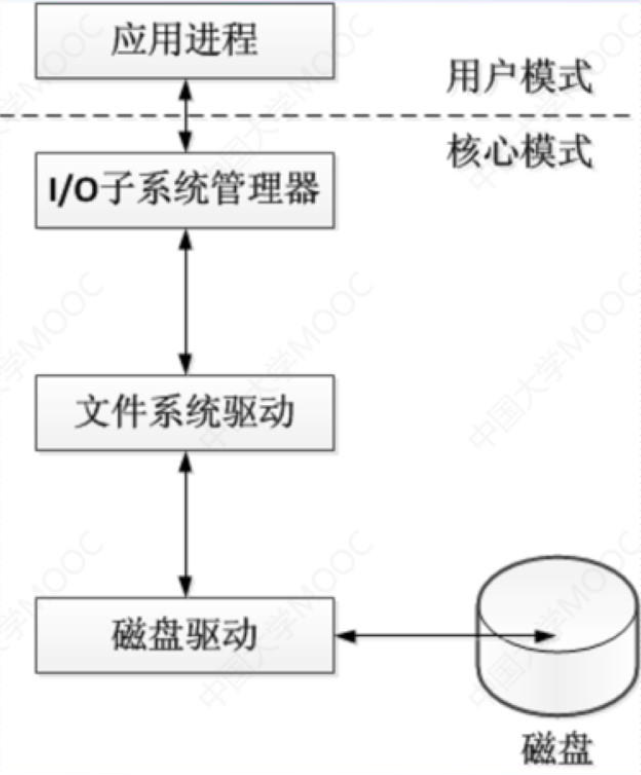 应用进程
用户模式
核心模式
I/O子系统管理器
文件系统驱动
磁盘驱动
磁盘
中国大学MOOC